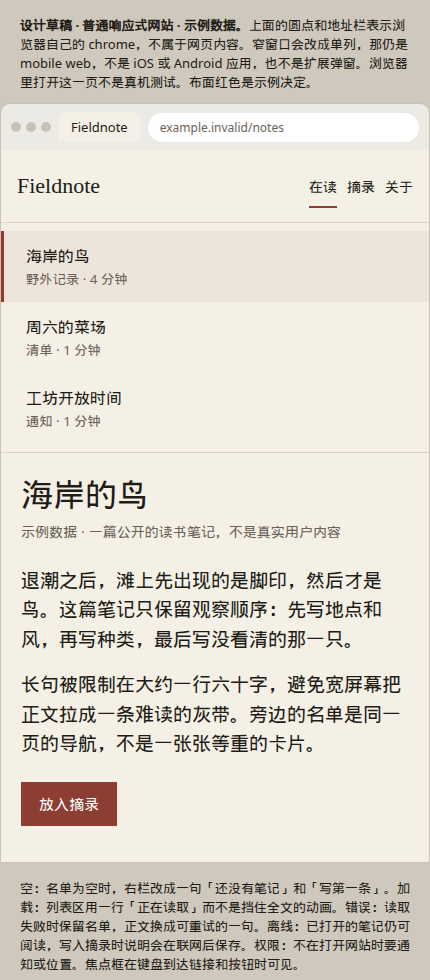 设计草稿 · 普通响应式网站 · 示例数据。上面的圆点和地址栏表示浏
览器自己的 chrome，不属于网页内容。窄窗口会改成单列，那仍是
mobile web，不是 iOS 或 Android 应用，也不是扩展弹窗。浏览器
里打开这一页不是真机测试。布面红色是示例决定。
Fieldnote
example.invalid/notes
Fieldnote
在读 摘录 关于
海岸的鸟
野外记录 · 4 分钟
周六的菜场
清单 · 1 分钟
工坊开放时间
通知 · 1 分钟
海岸的鸟
示例数据 · 一篇公开的读书笔记，不是真实用户内容
退潮之后，滩上先出现的是脚印，然后才是
鸟。这篇笔记只保留观察顺序：先写地点和
风，再写种类，最后写没看清的那一只。
长句被限制在大约一行六十字，避免宽屏幕把
正文拉成一条难读的灰带。旁边的名单是同一
页的导航，不是一张张等重的卡片。
放入摘录
空：名单为空时，右栏改成一句「还没有笔记」和「写第一条」。加
载：列表区用一行「正在读取」而不是挡住全文的动画。错误：读取
失败时保留名单，正文换成可重试的一句。离线：已打开的笔记仍可
阅读，写入摘录时说明会在联网后保存。权限：不在打开网站时要通
知或位置。焦点框在键盘到达链接和按钮时可见。